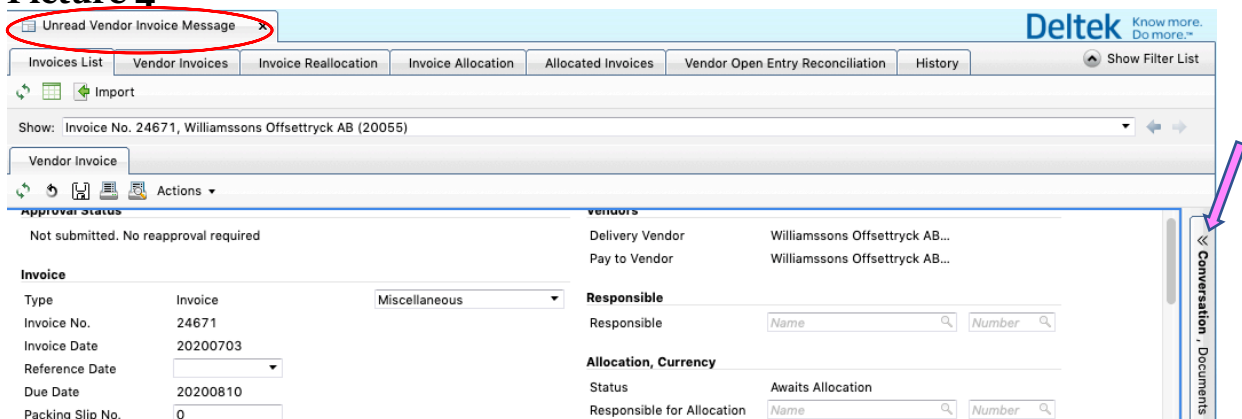 Picture 4
Unread Vendor Invoice Message x
Deltek Know more. Do more.™
Invoices List Vendor Invoices Invoice Reallocation Invoice Allocation Allocated Invoices Vendor Open Entry Reconciliation History Show Filter List
Import
Show: Invoice No. 24671, Williamssons Offsettryck AB (20055)
Vendor Invoice
Actions
Approval Status Vendors
Not submitted. No reapproval required Delivery Vendor Williamssons Offsettryck AB...
Pay to Vendor Williamssons Offsettryck AB...
Invoice
Type Invoice Miscellaneous Responsible
Invoice No. 24671 Responsible Name Number
Invoice Date 20200703
Reference Date Allocation, Currency
Due Date 20200810 Status Awaits Allocation
Packing Slip No. 0 Responsible for Allocation Name Number
« Conversation , Documents